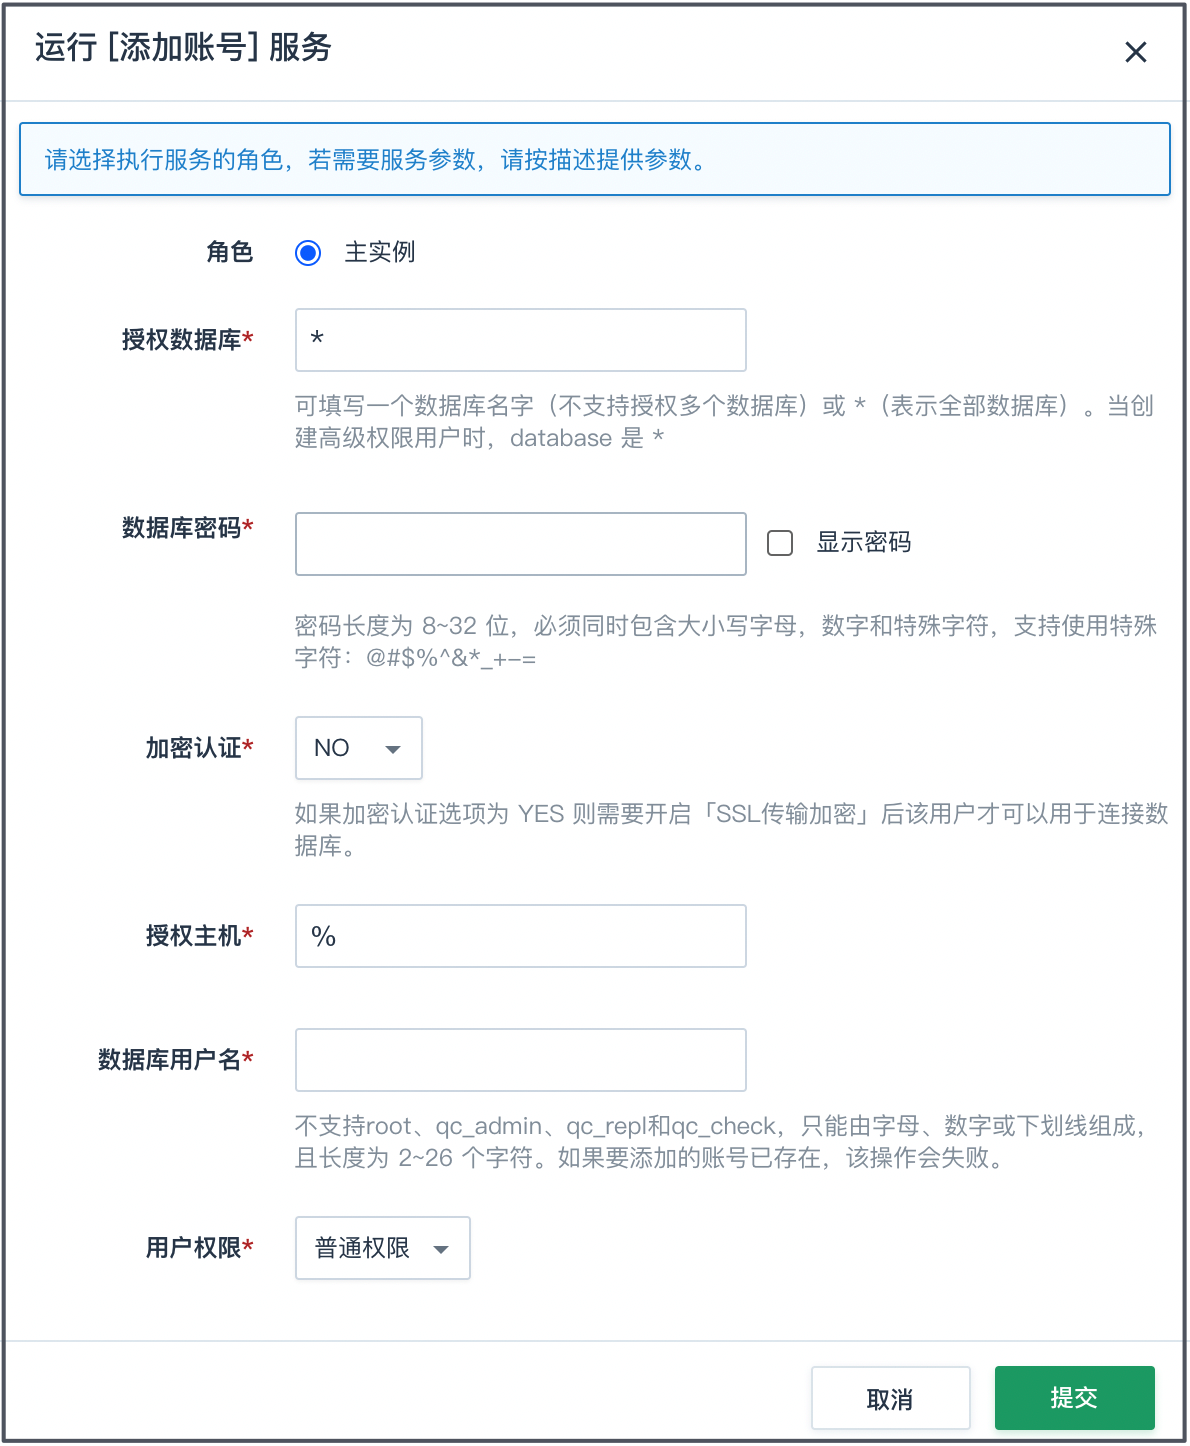 运行 [添加账号] 服务
请选择执行服务的角色，若需要服务参数，请按描述提供参数。
角色 主实例
授权数据库* *
可填写一个数据库名字（不支持授权多个数据库）或 *（表示全部数据库）。当创
建高级权限用户时，database 是 *
数据库密码* 显示密码
密码长度为 8~32 位，必须同时包含大小写字母，数字和特殊字符，支持使用特殊
字符：@#$%^&*_+-=
加密认证* NO
如果加密认证选项为 YES 则需要开启「SSL传输加密」后该用户才可以用于连接数
据库。
授权主机* %
数据库用户名*
不支持root、qc_admin、qc_repl和qc_check，只能由字母、数字或下划线组成，
且长度为 2~26 个字符。如果要添加的账号已存在，该操作会失败。
用户权限* 普通权限
取消 提交